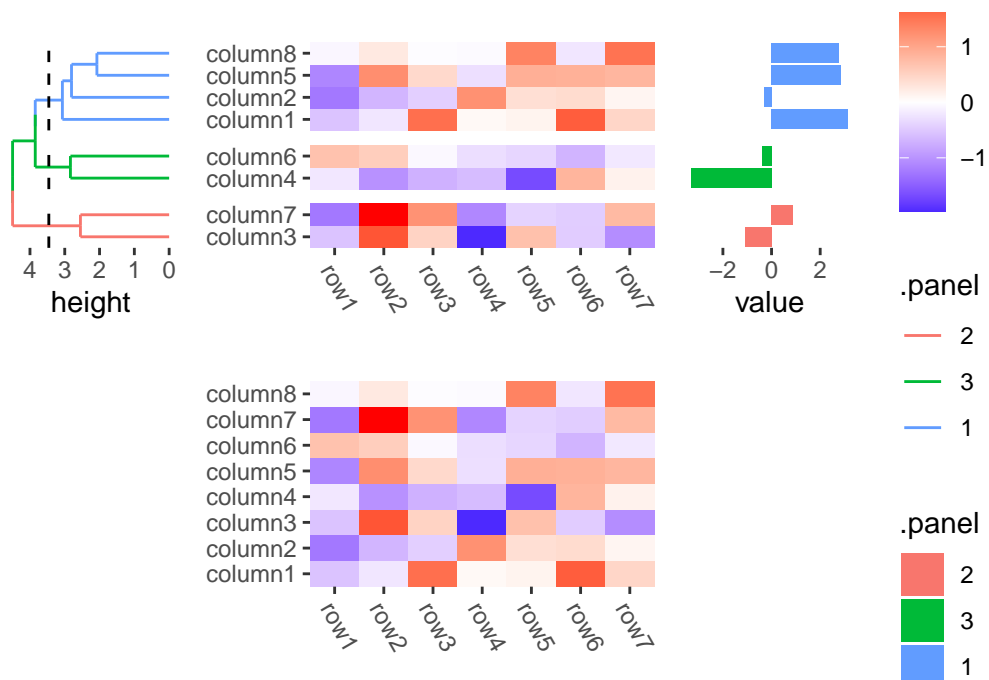 column8
column5
column2
column1
column6
column4
column7
column3
4 3 2 1 0
height
row1 row2 row3 row4 row5 row6 row7
−2 0 2
value
1
0
−1
.panel
2
3
1
column8
column7
column6
column5
column4
column3
column2
column1
row1 row2 row3 row4 row5 row6 row7
.panel
2
3
1